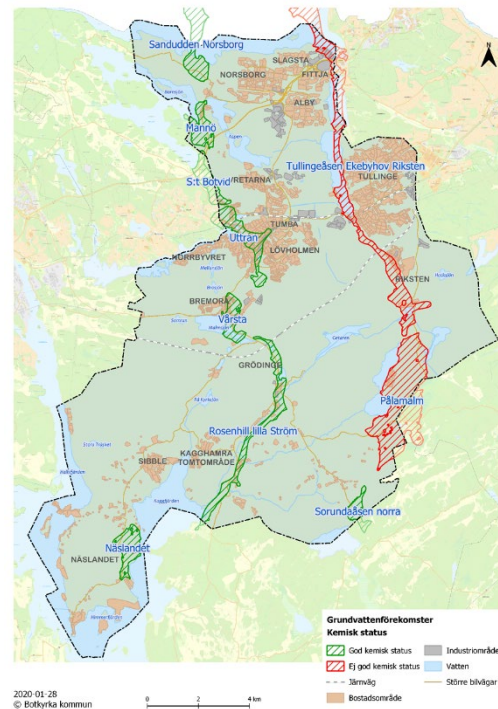 N
Sandudden-Norsborg
SLAGSTA
NORSBORG
FITTJA
ALBY
Mannö
Aspen
Tullingeåsen Ekebyhov Riksten
S:t Botvid
TULLINGE
TUMBA
Uttran
LÖVHOLMEN
NORRBYVRET
RIKSTEN
BREMORA
Vårsta
GRÖDINGE
Pålamalm
Rosenhill lilla Ström
KAGGHAMRA
TOMTOMRÅDE
SIBBLE
Kaggfjärden
Sorundaåsen norra
Näslandet
NÄSLANDET
Grundvattenförekomster
Kemisk status
God kemisk status
Industriområde
Ej god kemisk status
Vatten
Järnväg
Större bilvägar
Bostadsområde
2020-01-28
© Botkyrka kommun
0 2 4 km